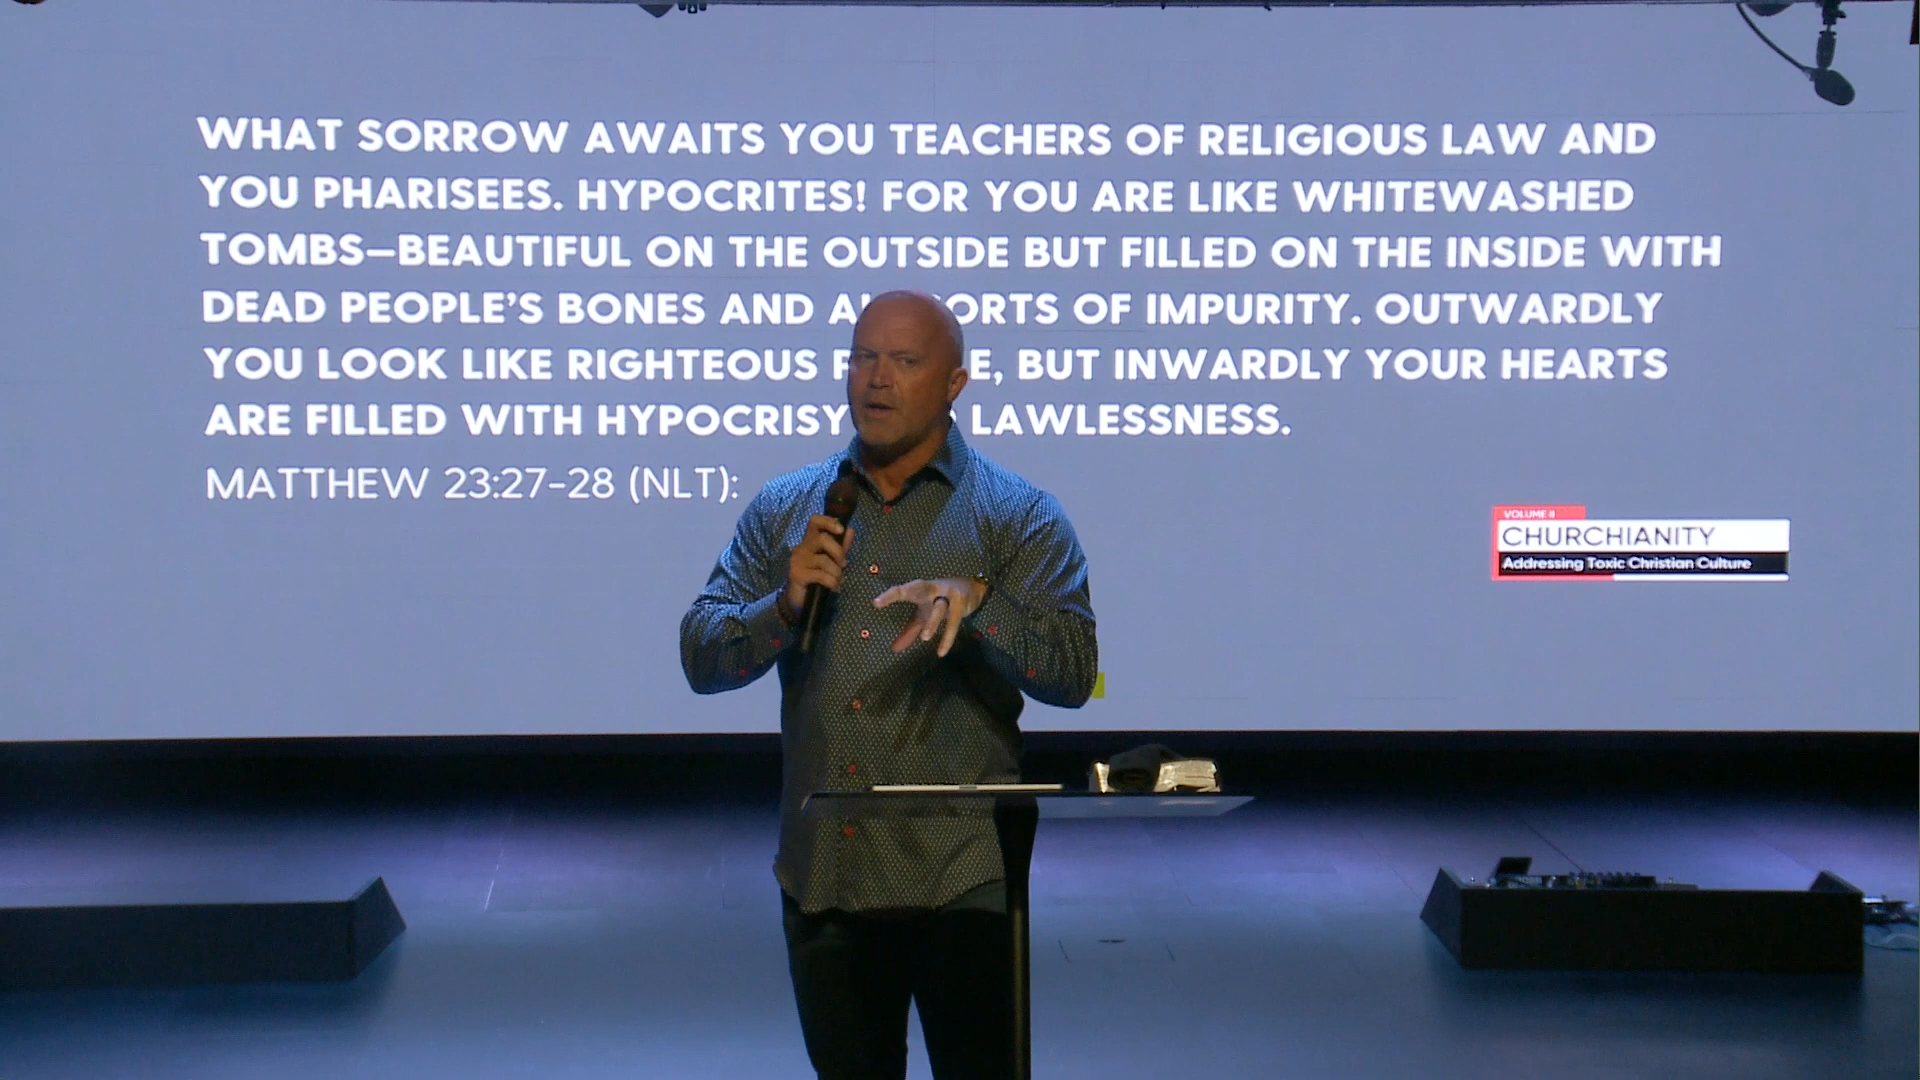 WHAT SORROW AWAITS YOU TEACHERS OF RELIGIOUS LAW AND
YOU PHARISEES. HYPOCRITES! FOR YOU ARE LIKE WHITEWASHED
TOMBS—BEAUTIFUL ON THE OUTSIDE BUT FILLED ON THE INSIDE WITH
DEAD PEOPLE'S BONES AND OF IMPURITY. OUTWARDLY
YOU LOOK LIKE RIGHTEOUS BUT INWARDLY YOUR HEARTS
ARE FILLED WITH HYPOCRISY LAWLESSNESS.
MATTHEW 23:27-28 (NLT):
VOLUME II
CHURCHIANITY
Addressing Toxic Christian Culture